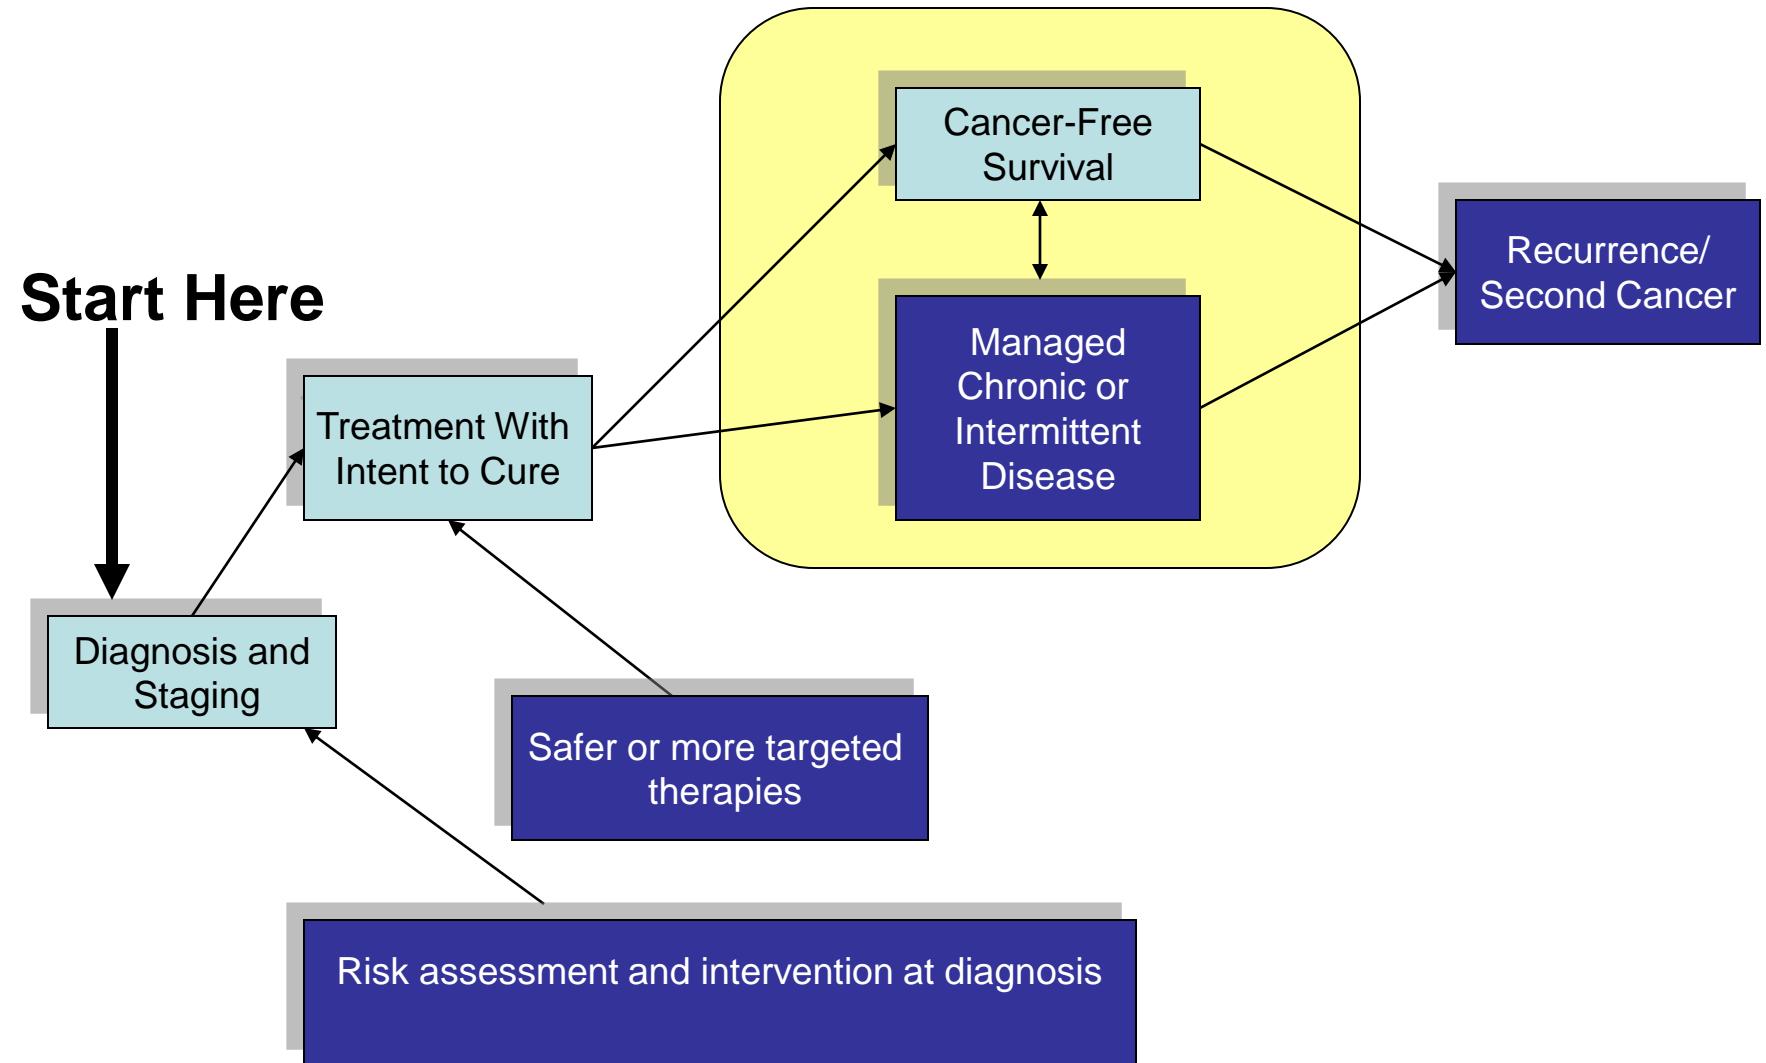 Cancer-Free
Survival
Recurrence/
Second Cancer
Start Here
Managed
Chronic or
Intermittent
Disease
Treatment With
Intent to Cure
Diagnosis and
Staging
Safer or more targeted
therapies
Risk assessment and intervention at diagnosis